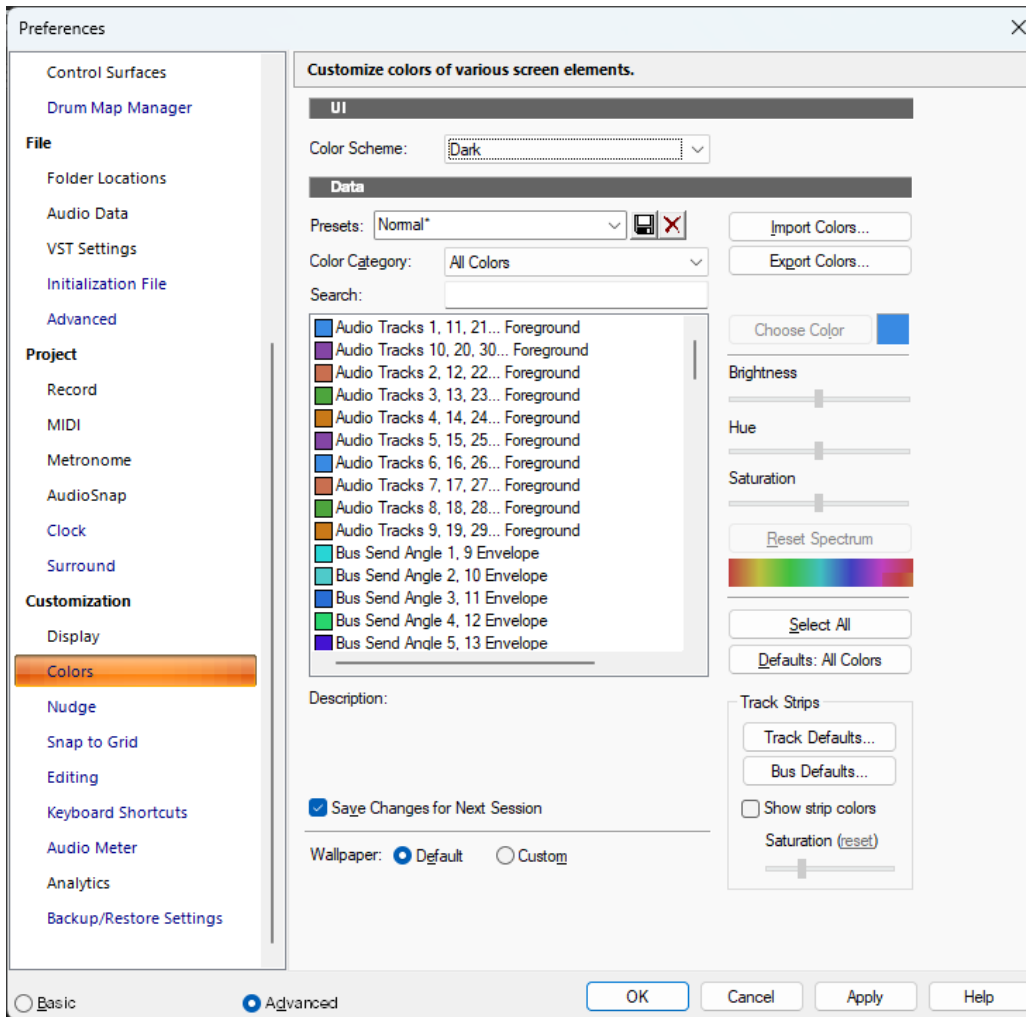 Preferences
Control Surfaces
Drum Map Manager
File
Folder Locations
Audio Data
VST Settings
Initialization File
Advanced
Project
Record
MIDI
Metronome
AudioSnap
Clock
Surround
Customization
Display
Colors
Nudge
Snap to Grid
Editing
Keyboard Shortcuts
Audio Meter
Analytics
Backup/Restore Settings
Basic
Advanced
Customize colors of various screen elements.
UI
Color Scheme: Dark
Data
Presets: Normal*
Color Category: All Colors
Search:
Audio Tracks 1, 11, 21... Foreground
Audio Tracks 10, 20, 30... Foreground
Audio Tracks 2, 12, 22... Foreground
Audio Tracks 3, 13, 23... Foreground
Audio Tracks 4, 14, 24... Foreground
Audio Tracks 5, 15, 25... Foreground
Audio Tracks 6, 16, 26... Foreground
Audio Tracks 7, 17, 27... Foreground
Audio Tracks 8, 18, 28... Foreground
Audio Tracks 9, 19, 29... Foreground
Bus Send Angle 1, 9 Envelope
Bus Send Angle 2, 10 Envelope
Bus Send Angle 3, 11 Envelope
Bus Send Angle 4, 12 Envelope
Bus Send Angle 5, 13 Envelope
Description:
Save Changes for Next Session
Wallpaper: Default Custom
Import Colors...
Export Colors...
Choose Color
Brightness
Hue
Saturation
Reset Spectrum
Select All
Defaults: All Colors
Track Strips
Track Defaults...
Bus Defaults...
Show strip colors
Saturation (reset)
OK Cancel Apply Help